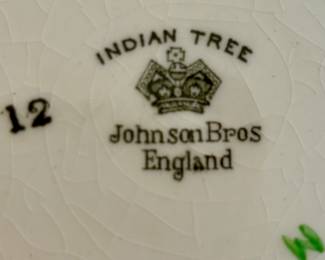 INDIAN TREE
12
Johnson Bros
England
W